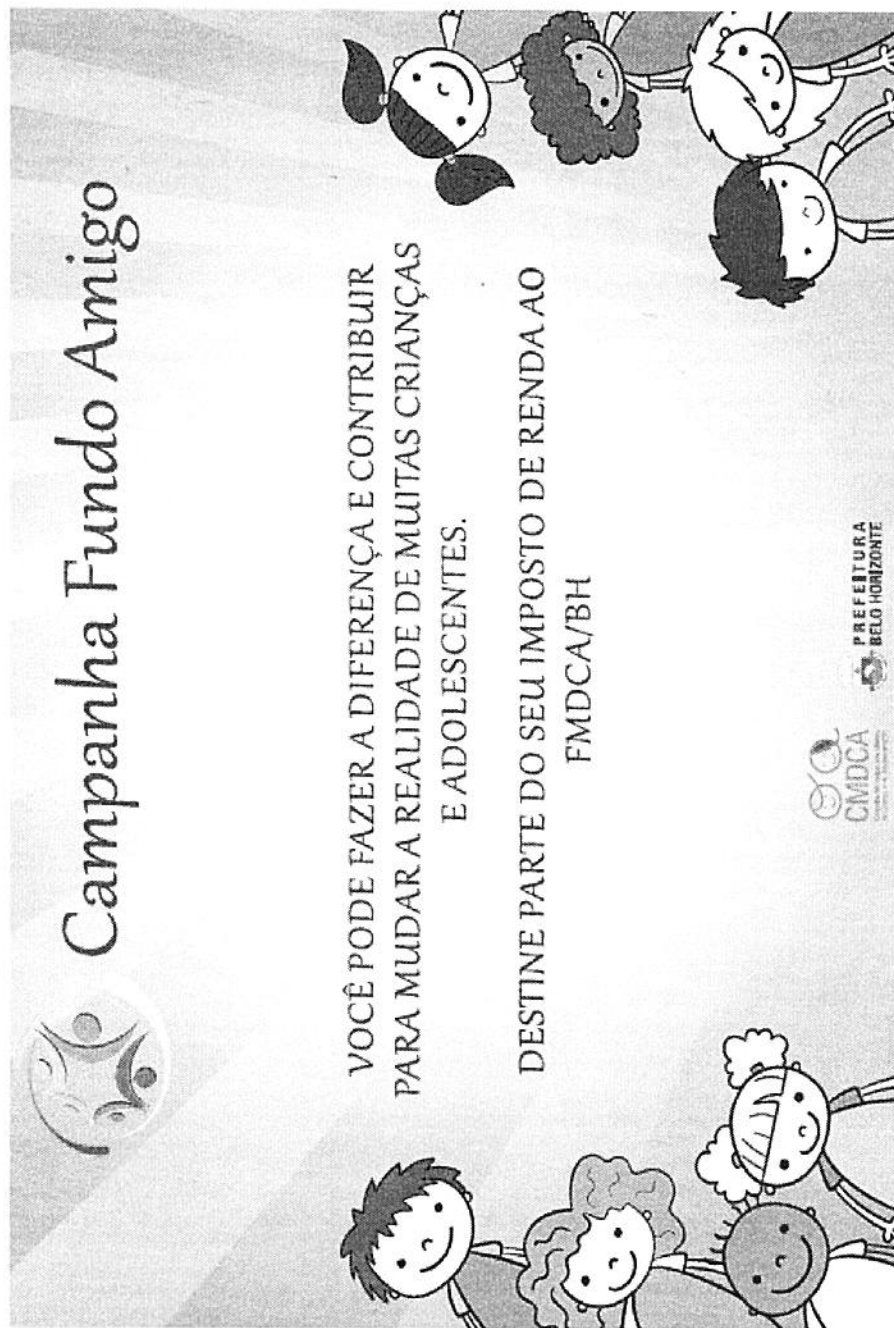 Campanha Fundo Amigo
VOCÊ PODE FAZER A DIFERENÇA E CONTRIBUIR
PARA MUDAR A REALIDADE DE MUITAS CRIANÇAS
E ADOLESCENTES.
DESTINE PARTE DO SEU IMPOSTO DE RENDA AO
FMDCA/BH
CMDCA
PREFEITURA
BELO HORIZONTE